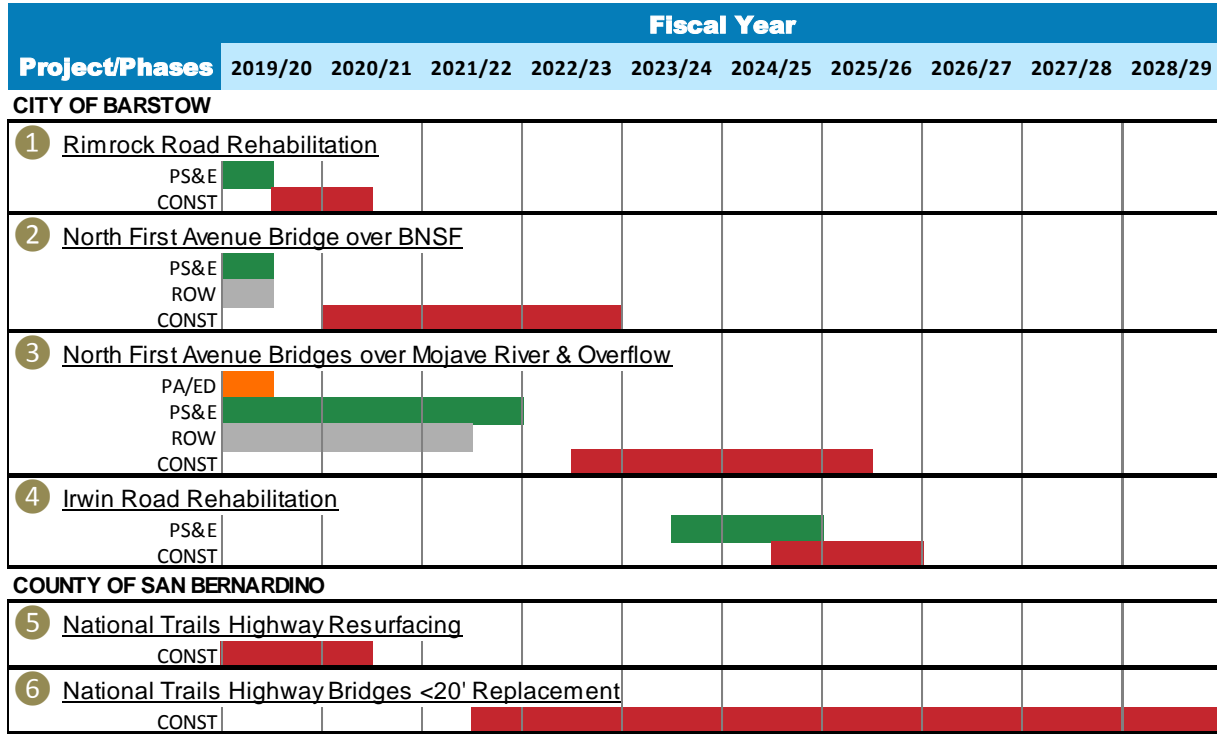 Fiscal Year
Project/Phases 2019/20 2020/21 2021/22 2022/23 2023/24 2024/25 2025/26 2026/27 2027/28 2028/29
CITY OF BARSTOW
1 Rimrock Road Rehabilitation
PS&E
CONST
2 North First Avenue Bridge over BNSF
PS&E
ROW
CONST
3 North First Avenue Bridges over Mojave River & Overflow
PA/ED
PS&E
ROW
CONST
4 Irwin Road Rehabilitation
PS&E
CONST
COUNTY OF SAN BERNARDINO
5 National Trails Highway Resurfacing
CONST
6 National Trails Highway Bridges <20' Replacement
CONST